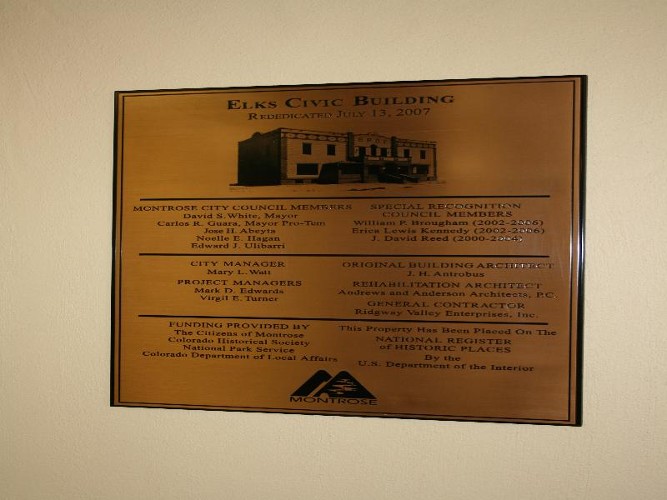 ELKS CIVIC BUILDING
REDEDICATED JULY 13, 2007
MONTROSE CITY COUNCIL MEMBERS
David S. White, Mayor
Carlos R. Guara, Mayor Pro-Tem
Jose H. Abeyta
Noelle E. Hagan
Edward J. Ulibarri
SPECIAL RECOGNITION
COUNCIL MEMBERS
William P. Brougham (2002-2006)
Erica Lewis Kennedy (2002-2006)
J. David Reed (2000-2004)
CITY MANAGER
Mary L. Watt
PROJECT MANAGERS
Mark D. Edwards
Virgil E. Turner
ORIGINAL BUILDING ARCHITECT
J. H. Antrobus
REHABILITATION ARCHITECT
Andrews and Anderson Architects, P.C.
GENERAL CONTRACTOR
Ridgway Valley Enterprises, Inc.
FUNDING PROVIDED BY
The Citizens of Montrose
Colorado Historical Society
National Park Service
Colorado Department of Local Affairs
This Property Has Been Placed On The
NATIONAL REGISTER
of HISTORIC PLACES
By the
U.S. Department of the Interior
MONTROSE